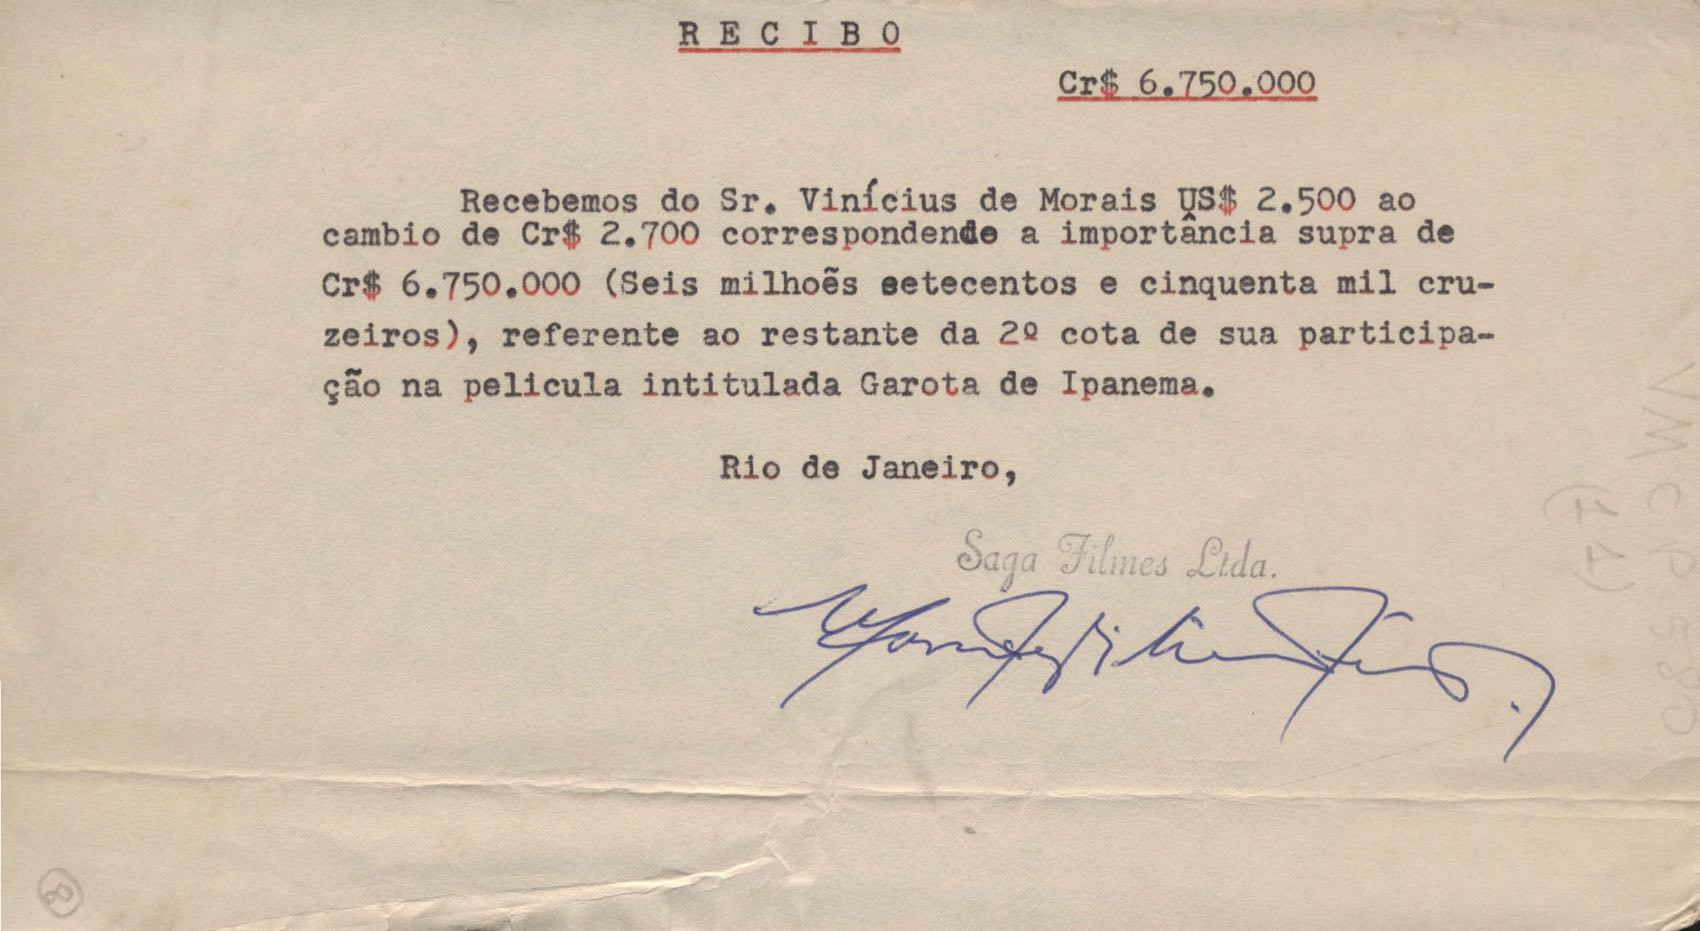 R E C I B O
Cr$ 6.750.000
Recebemos do Sr. Vinícius de Morais US$ 2.500 ao
cambio de Cr$ 2.700 correspondende a importância supra de
Cr$ 6.750.000 (Seis milhoẽs setecentos e cinquenta mil cru-
zeiros), referente ao restante da 2º cota de sua participa-
ção na pelicula intitulada Garota de Ipanema.
Rio de Janeiro,
Saga Filmes Ltda.
8